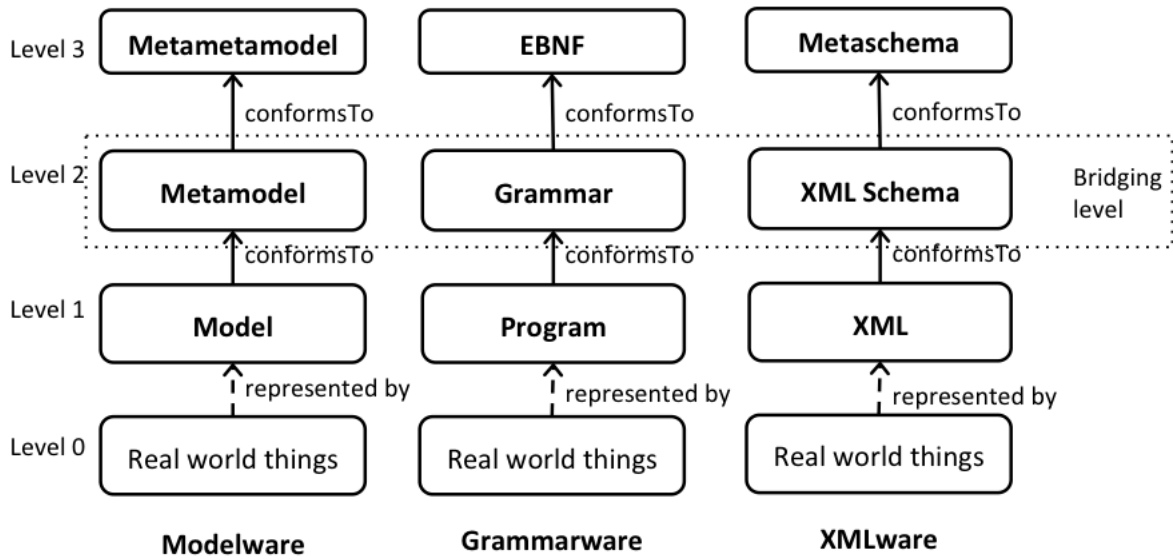 Level 3
Metametamodel
EBNF
Metaschema
conformsTo
conformsTo
conformsTo
Level 2
Metamodel
Grammar
XML Schema
Bridging
level
conformsTo
conformsTo
conformsTo
Level 1
Model
Program
XML
represented by
represented by
represented by
Level 0
Real world things
Real world things
Real world things
Modelware
Grammarware
XMLware